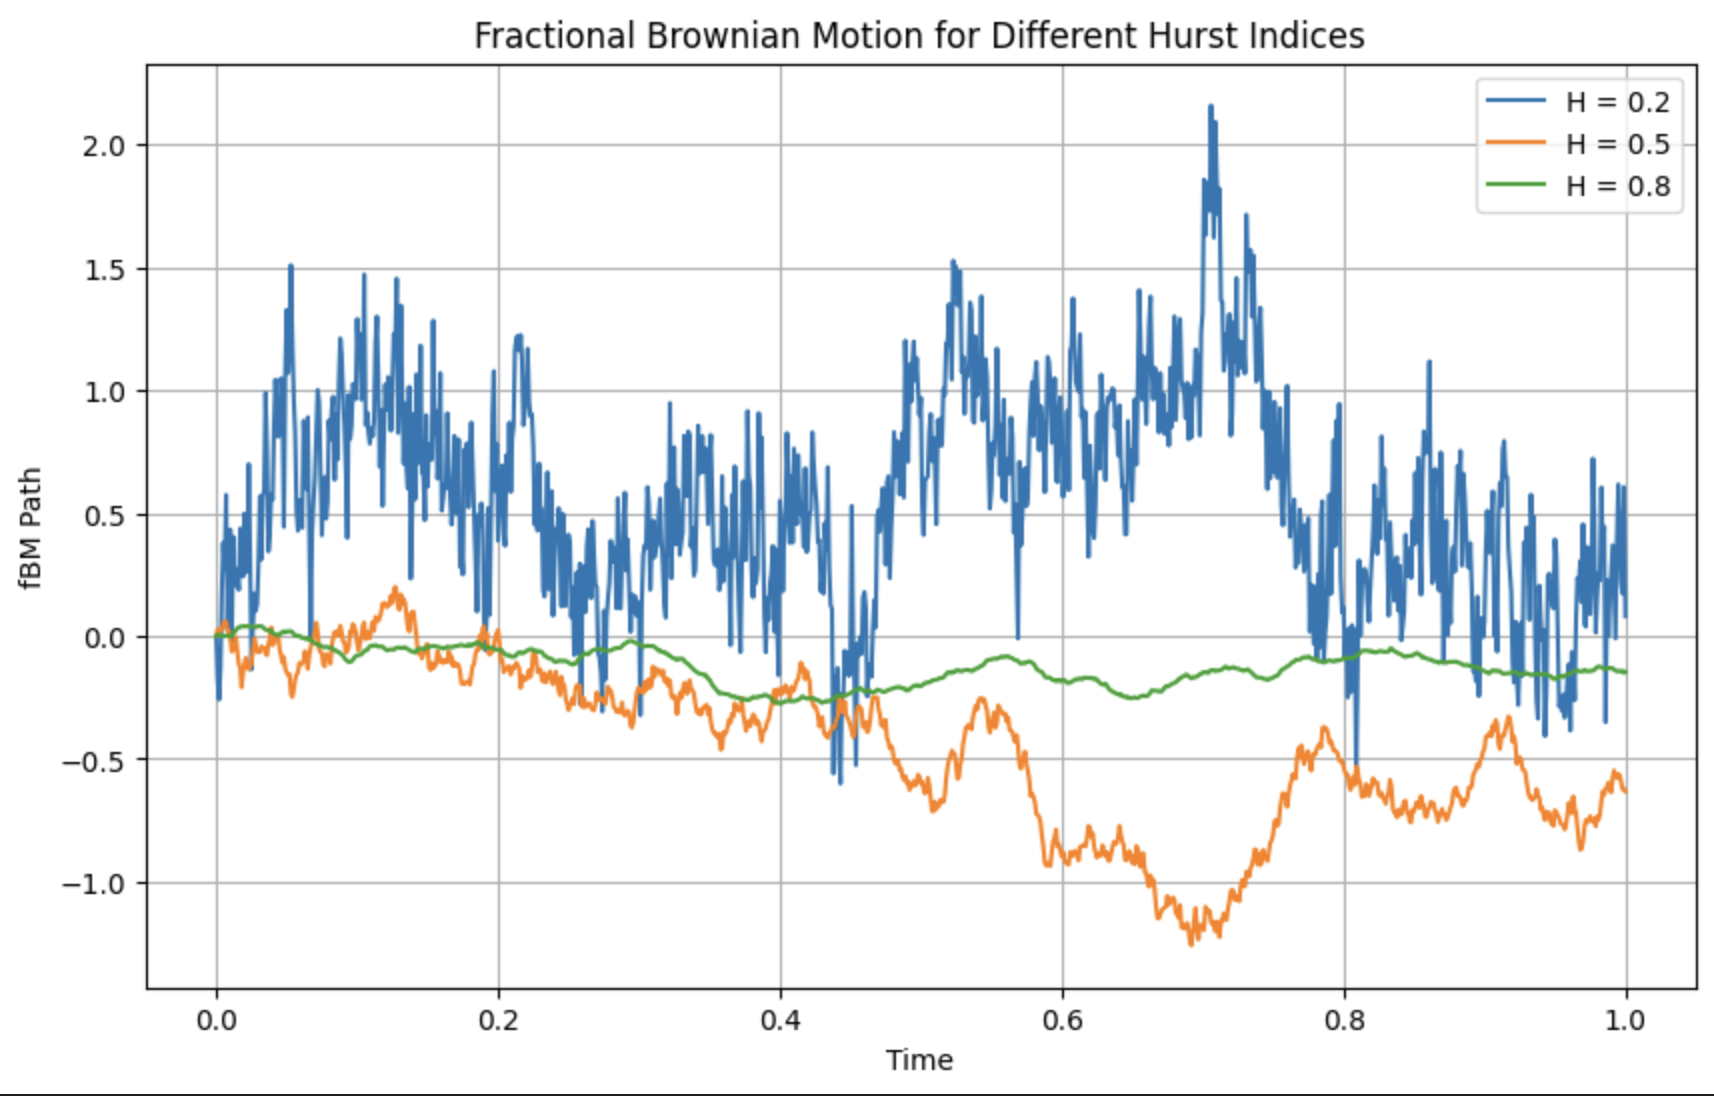 Fractional Brownian Motion for Different Hurst Indices
H = 0.2
H = 0.5
H = 0.8
fBM Path
2.0
1.5
1.0
0.5
0.0
−0.5
−1.0
0.0 0.2 0.4 0.6 0.8 1.0
Time